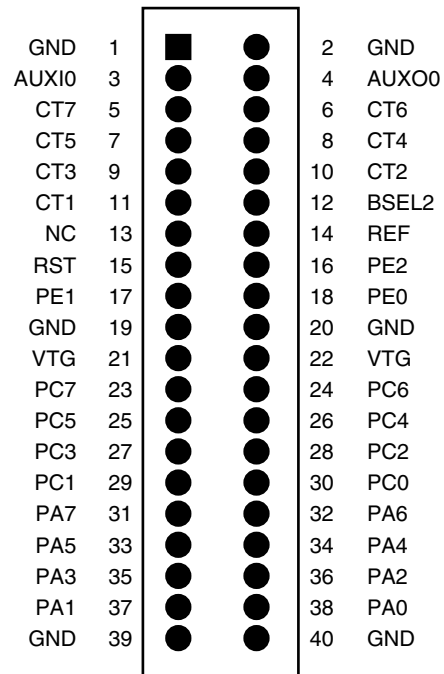 GND 1 2 GND
AUXI0 3 4 AUXO0
CT7 5 6 CT6
CT5 7 8 CT4
CT3 9 10 CT2
CT1 11 12 BSEL2
NC 13 14 REF
RST 15 16 PE2
PE1 17 18 PE0
GND 19 20 GND
VTG 21 22 VTG
PC7 23 24 PC6
PC5 25 26 PC4
PC3 27 28 PC2
PC1 29 30 PC0
PA7 31 32 PA6
PA5 33 34 PA4
PA3 35 36 PA2
PA1 37 38 PA0
GND 39 40 GND